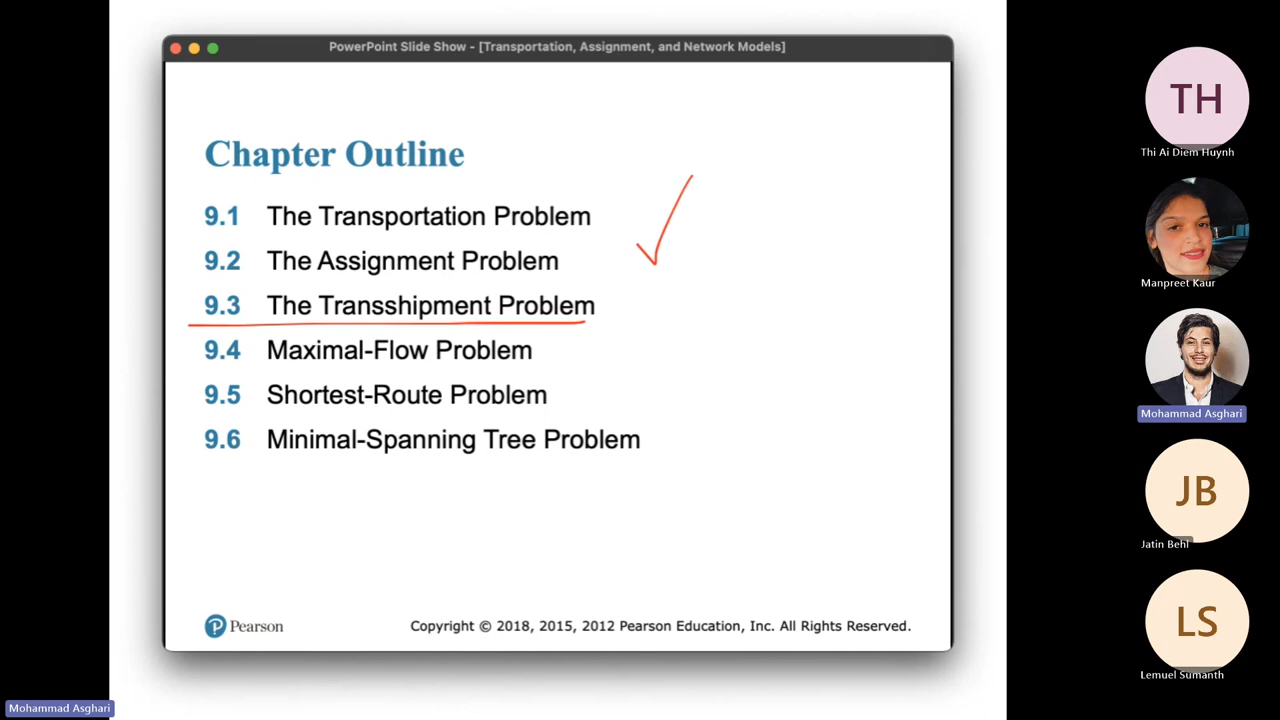 PowerPoint Slide Show - [Transportation, Assignment, and Network Models]
Chapter Outline
9.1 The Transportation Problem
9.2 The Assignment Problem
9.3 The Transshipment Problem
9.4 Maximal-Flow Problem
9.5 Shortest-Route Problem
9.6 Minimal-Spanning Tree Problem
P Pearson
Copyright © 2018, 2015, 2012 Pearson Education, Inc. All Rights Reserved.
Mohammad Asghari
TH
Thi Ai Diem Huynh
Manpreet Kaur
Mohammad Asghari
JB
Jatin Behl
LS
Lemuel Sumanth